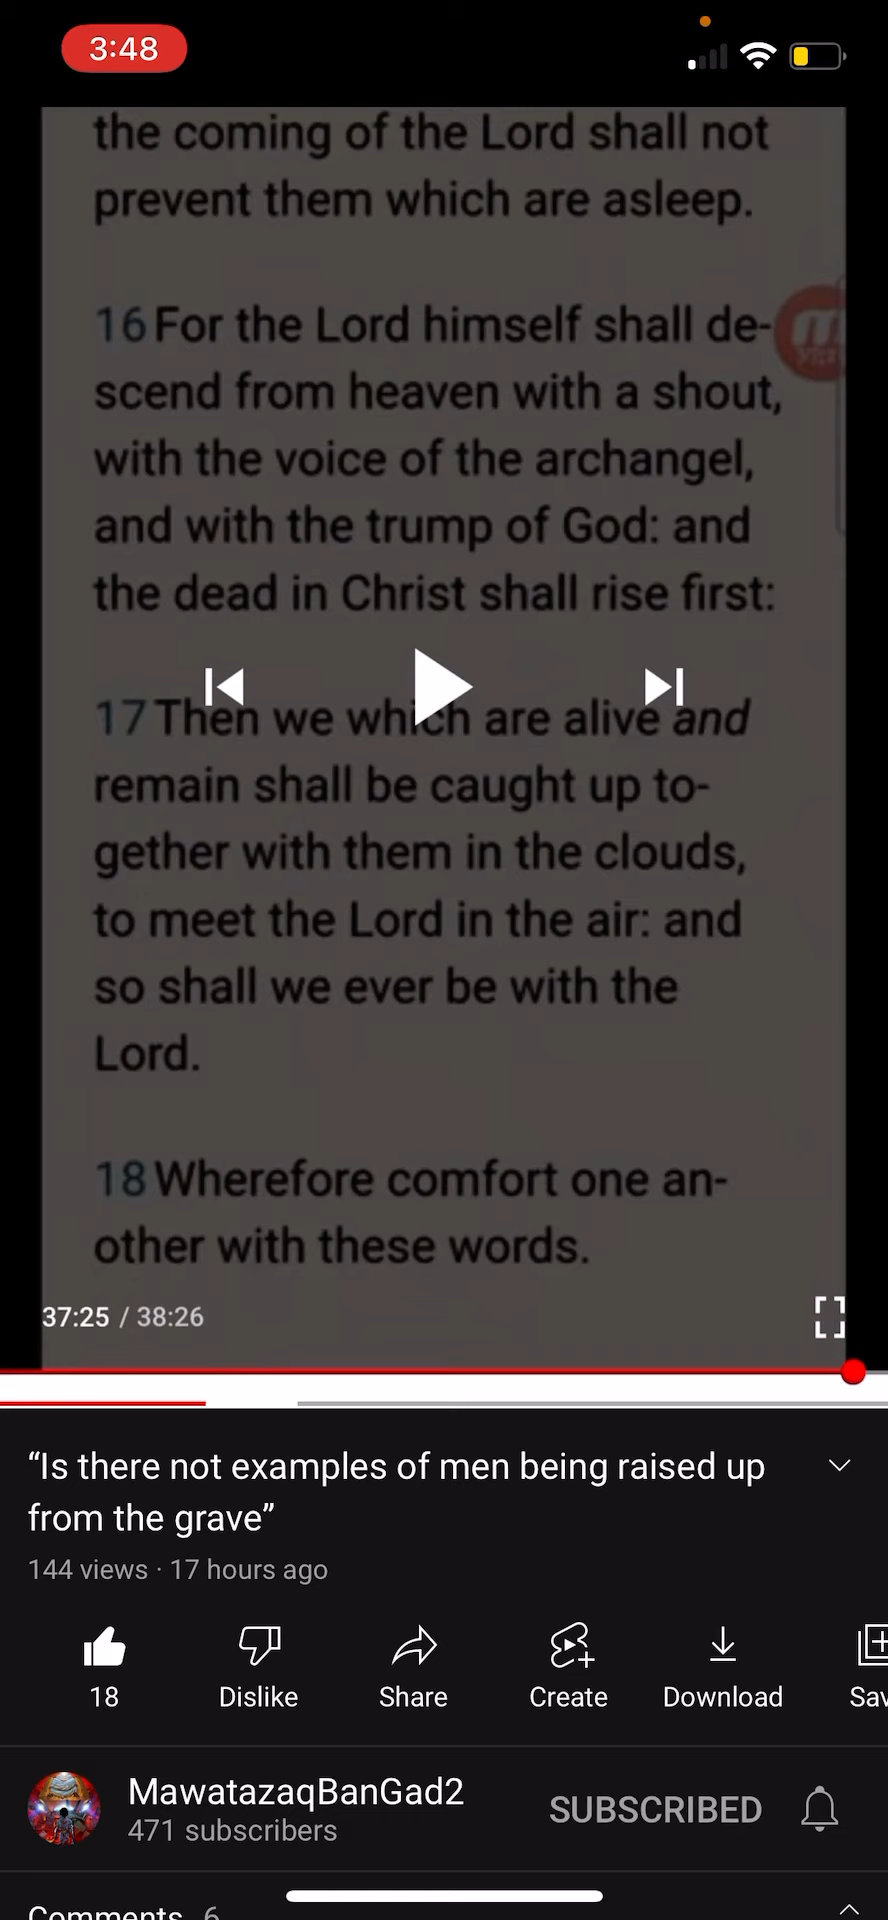 3:48
the coming of the Lord shall not
prevent them which are asleep.
16 For the Lord himself shall de-
scend from heaven with a shout,
with the voice of the archangel,
and with the trump of God: and
the dead in Christ shall rise first:
17 Then we which are alive and
remain shall be caught up to-
gether with them in the clouds,
to meet the Lord in the air: and
so shall we ever be with the
Lord.
18 Wherefore comfort one an-
other with these words.
37:25 / 38:26
“Is there not examples of men being raised up
from the grave”
144 views · 17 hours ago
18 Dislike Share Create Download Sav
MawatazaqBanGad2 SUBSCRIBED
471 subscribers
Comments 6